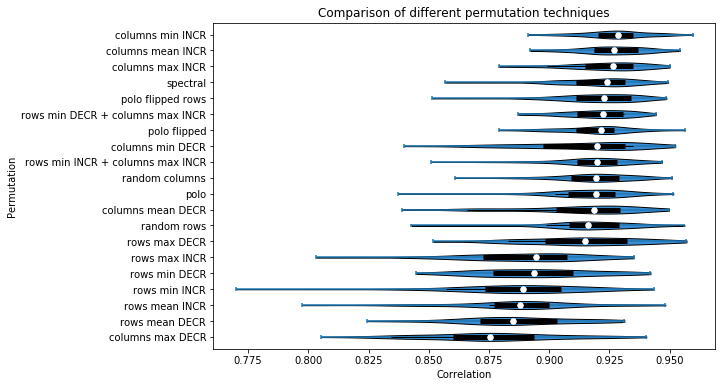 Comparison of different permutation techniques
Permutation
columns min INCR
columns mean INCR
columns max INCR
spectral
polo flipped rows
rows min DECR + columns max INCR
polo flipped
columns min DECR
rows min INCR + columns max INCR
random columns
polo
columns mean DECR
random rows
rows max DECR
rows max INCR
rows min DECR
rows min INCR
rows mean INCR
rows mean DECR
columns max DECR
0.775 0.800 0.825 0.850 0.875 0.900 0.925 0.950
Correlation